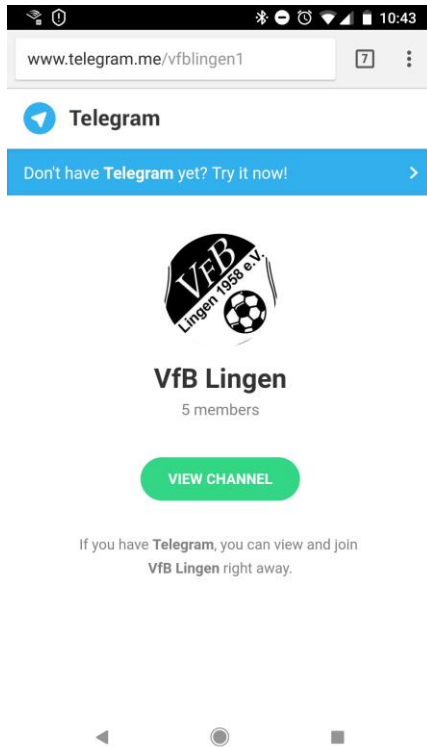 10:43
www.telegram.me/vfblingen1
7
Telegram
Don't have Telegram yet? Try it now!
VfB
Lingen 1958 e.V.
VfB Lingen
5 members
VIEW CHANNEL
If you have Telegram, you can view and join
VfB Lingen right away.